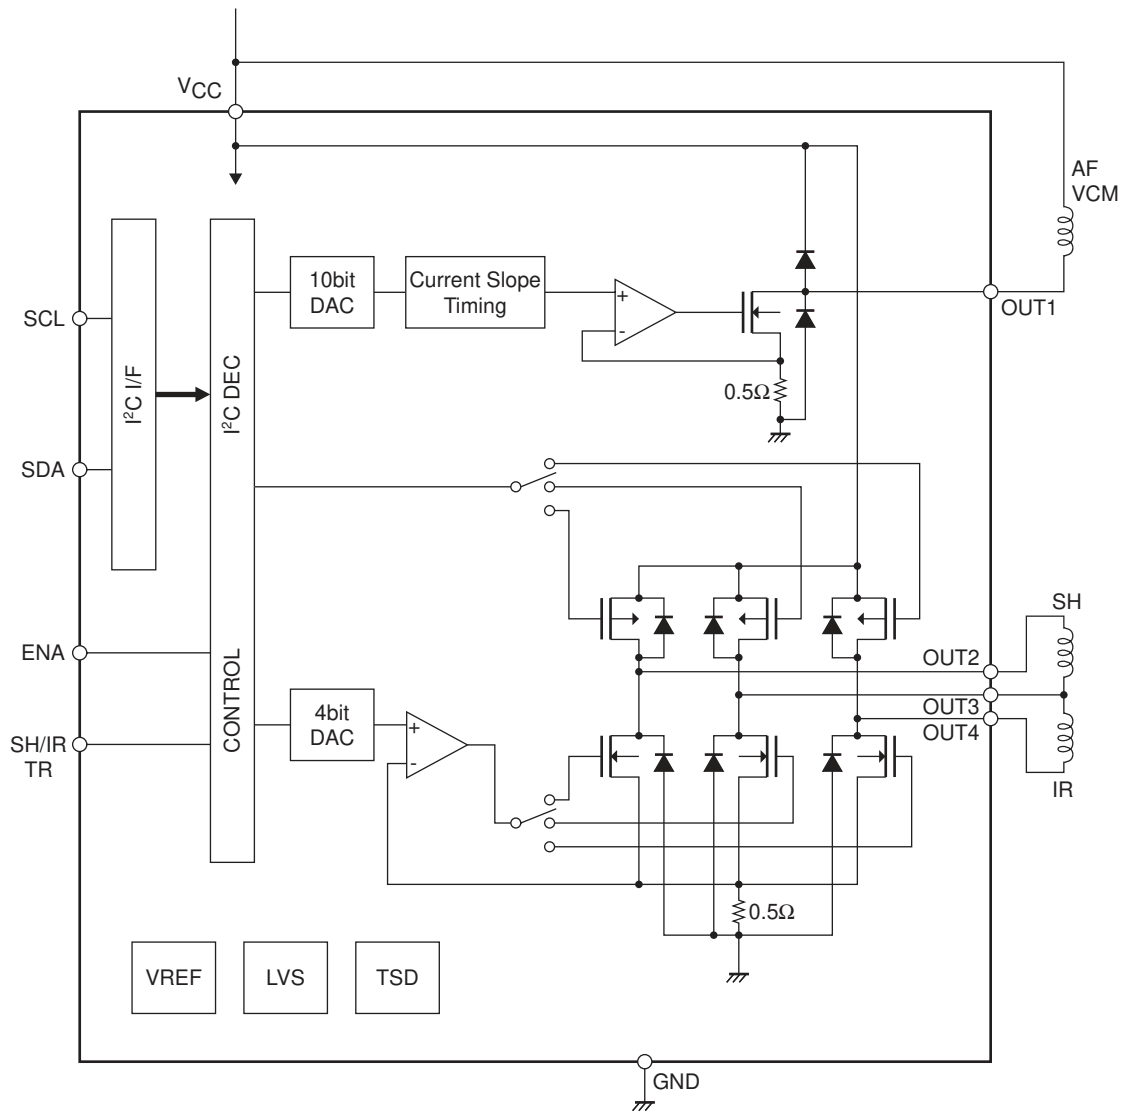 VCC
AF
VCM
10bit
DAC
Current Slope
Timing
+
-
OUT1
SCL
I²C I/F
I²C DEC
0.5Ω
SDA
SH
ENA
CONTROL
OUT2
OUT3
OUT4
4bit
DAC
+
-
SH/IR
TR
IR
0.5Ω
VREF
LVS
TSD
GND